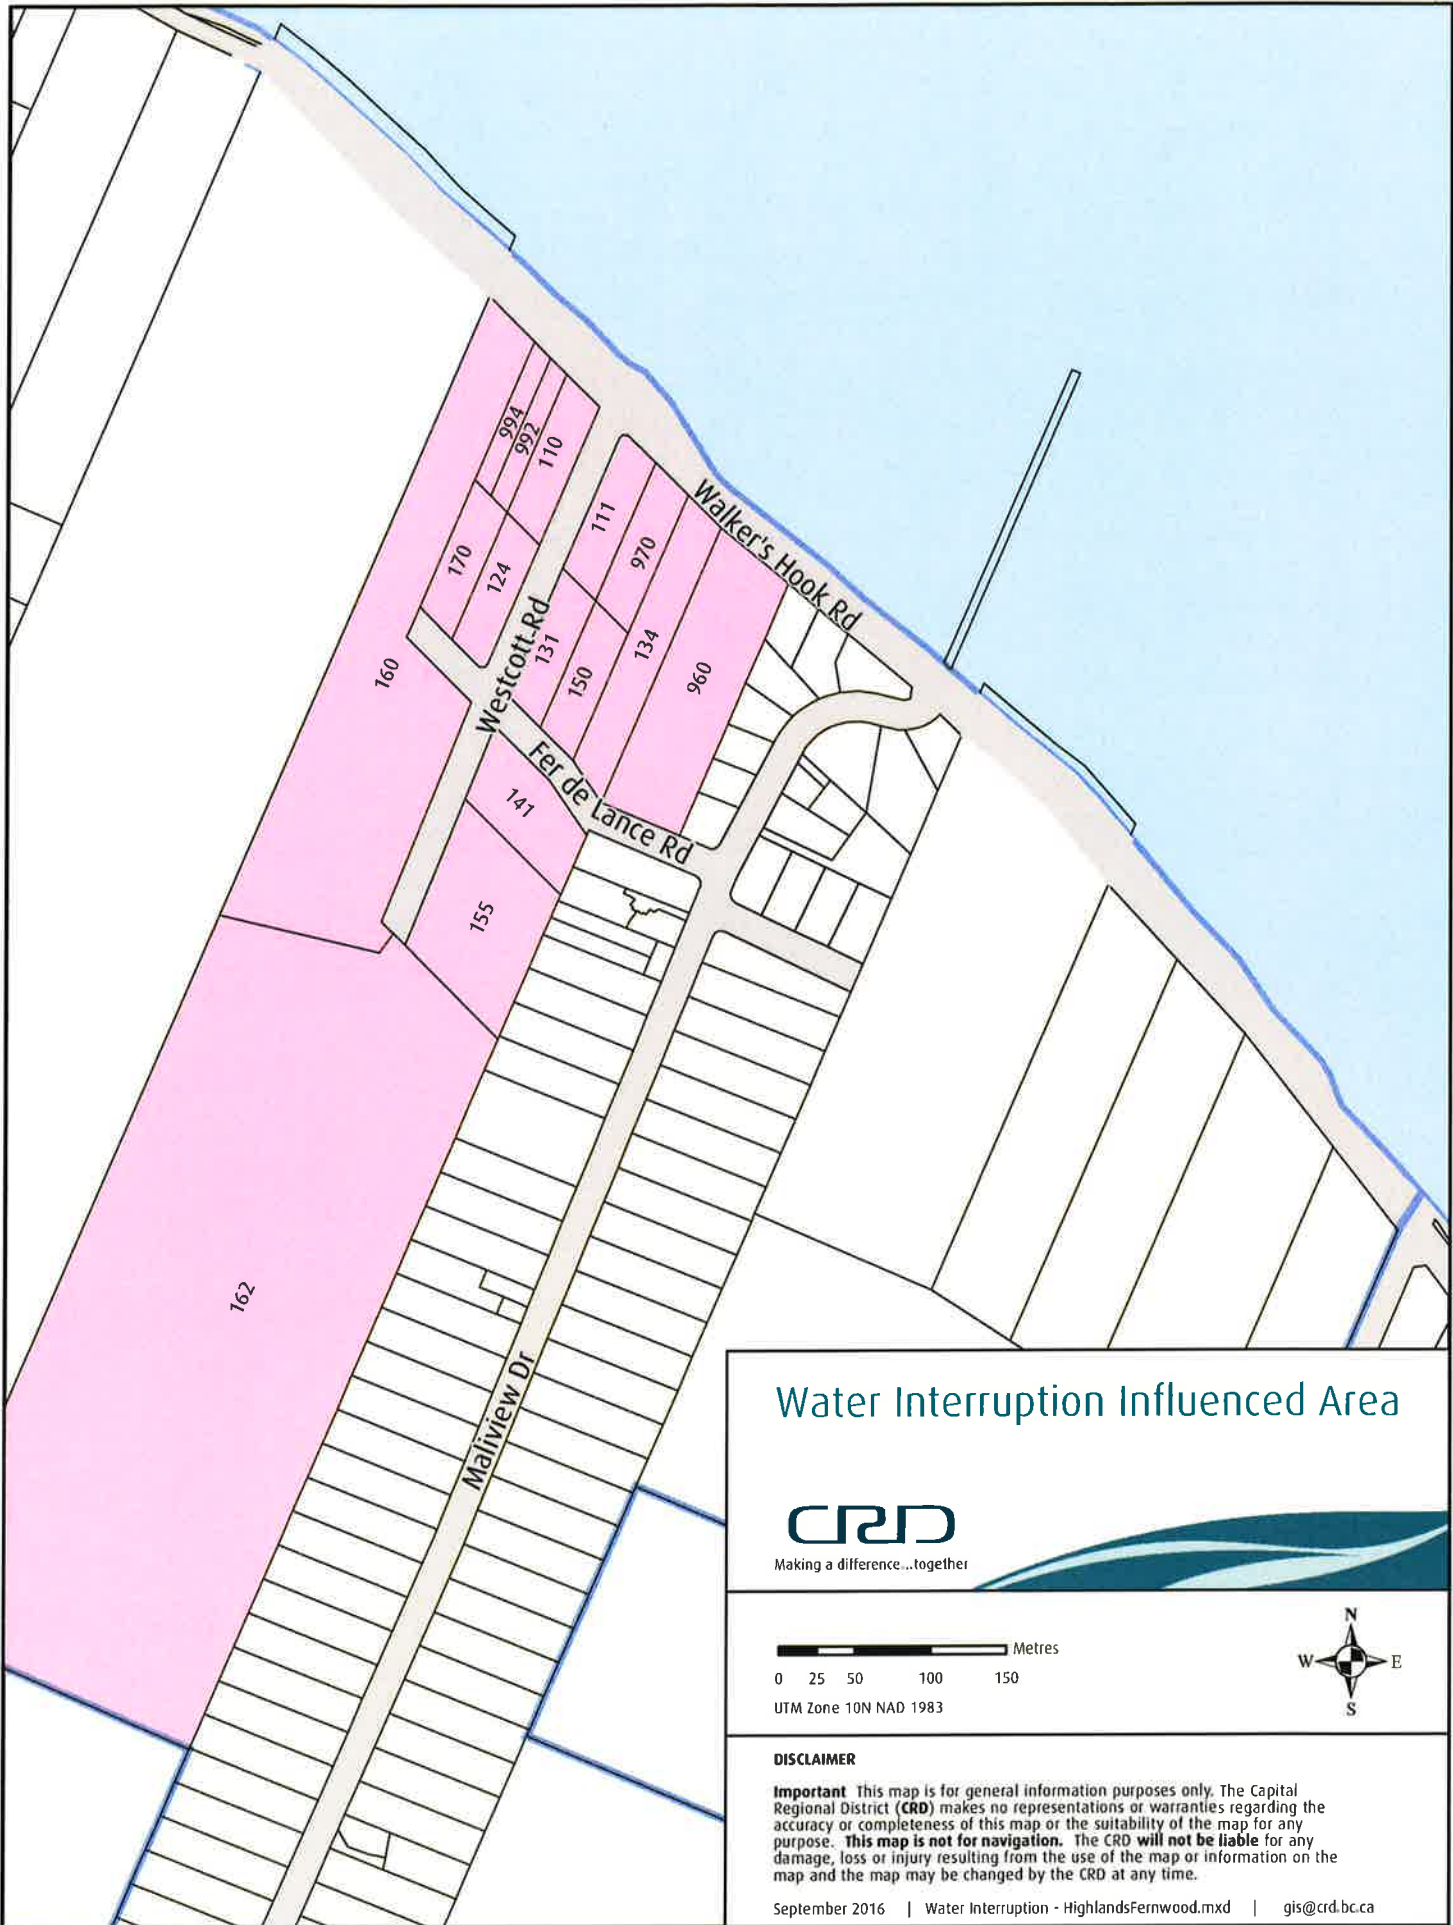 994
992
110
111
970
Walker's Hook Rd
170
124
131
150
134
960
160
Westcott Rd
Fer de Lance Rd
141
155
162
Maliview Dr
Water Interruption Influenced Area
CRD
Making a difference...together
Metres
0 25 50 100 150
UTM Zone 10N NAD 1983
N
W E
S
DISCLAIMER
Important This map is for general information purposes only. The Capital
Regional District (CRD) makes no representations or warranties regarding the
accuracy or completeness of this map or the suitability of the map for any
purpose. This map is not for navigation. The CRD will not be liable for any
damage, loss or injury resulting from the use of the map or information on the
map and the map may be changed by the CRD at any time.
September 2016 | Water Interruption - HighlandsFernwood.mxd | gis@crd.bc.ca